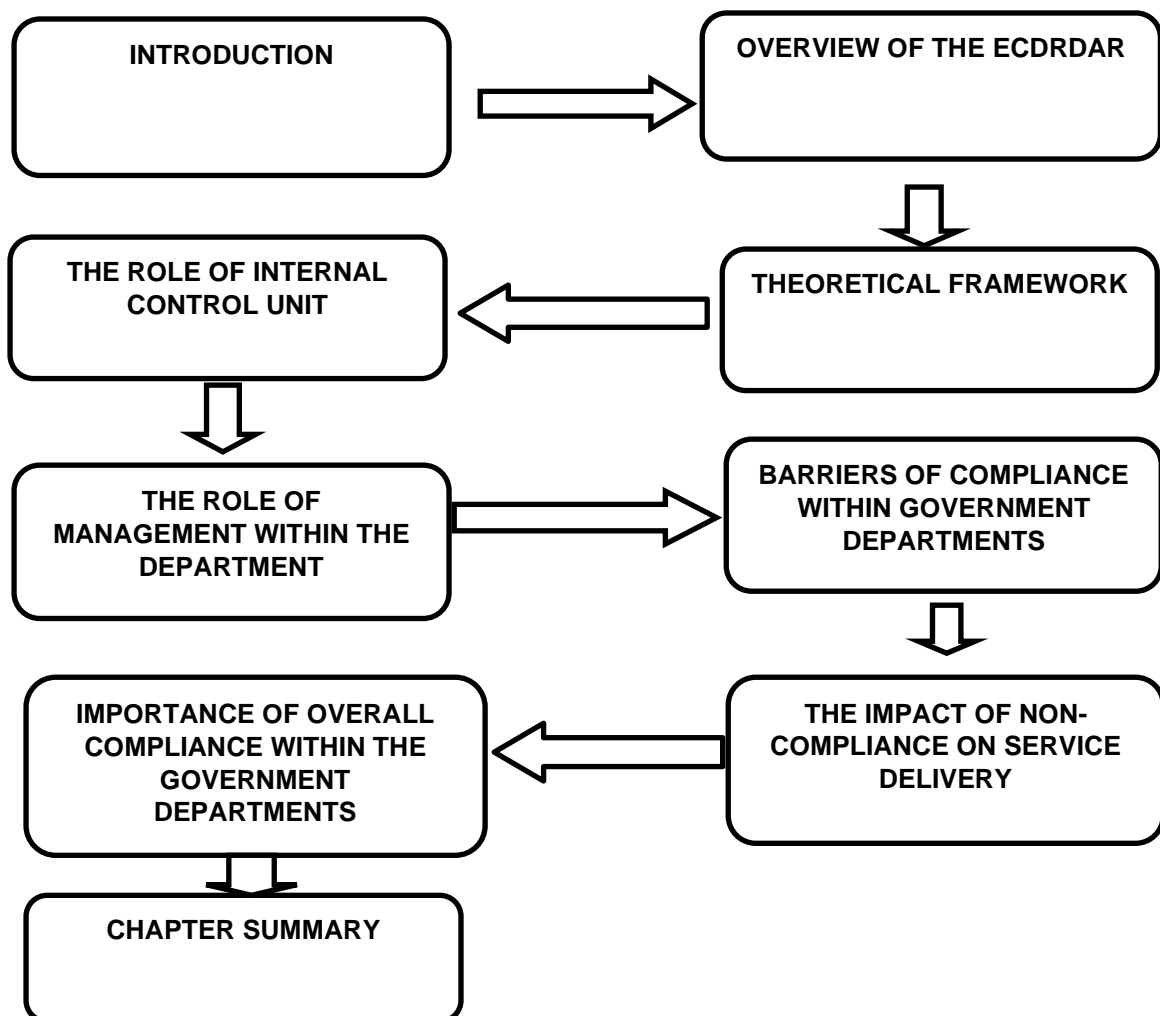 INTRODUCTION
OVERVIEW OF THE ECDRDAR
THEORETICAL FRAMEWORK
THE ROLE OF INTERNAL
CONTROL UNIT
THE ROLE OF
MANAGEMENT WITHIN THE
DEPARTMENT
BARRIERS OF COMPLIANCE
WITHIN GOVERNMENT
DEPARTMENTS
THE IMPACT OF NON-
COMPLIANCE ON SERVICE
DELIVERY
IMPORTANCE OF OVERALL
COMPLIANCE WITHIN THE
GOVERNMENT
DEPARTMENTS
CHAPTER SUMMARY